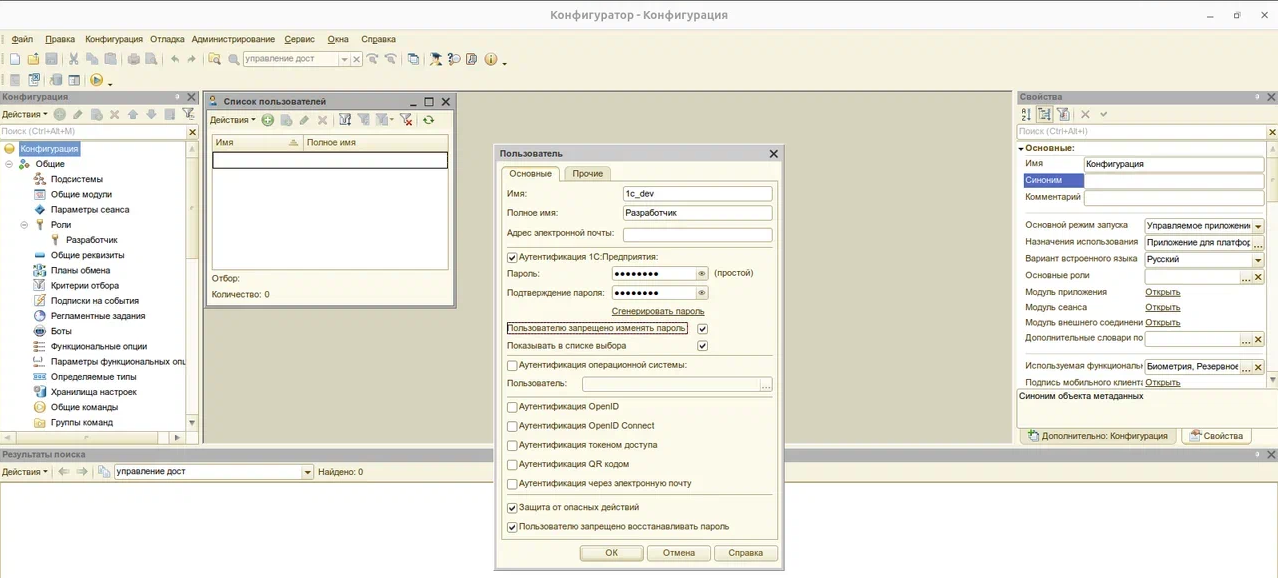 Конфигуратор - Конфигурация
Файл Правка Конфигурация Отладка Администрирование Сервис Окна Справка
управление дост
Конфигурация
Действия
Поиск (Ctrl+Alt+M)
Конфигурация
Общие
Подсистемы
Общие модули
Параметры сеанса
Роли
Разработчик
Общие реквизиты
Планы обмена
Критерии отбора
Подписки на события
Регламентные задания
Боты
Функциональные опции
Параметры функциональных опц
Определяемые типы
Хранилища настроек
Общие команды
Группы команд
Список пользователей
Действия
Имя Полное имя
Отбор:
Количество: 0
Пользователь
Основные Прочие
Имя: 1c_dev
Полное имя: Разработчик
Адрес электронной почты:
Аутентификация 1С:Предприятия:
Пароль: ●●●●●●●● (простой)
Подтверждение пароля: ●●●●●●●●
Сгенерировать пароль
Пользователю запрещено изменять пароль
Показывать в списке выбора
Аутентификация операционной системы:
Пользователь: ...
Аутентификация OpenID
Аутентификация OpenID Connect
Аутентификация токеном доступа
Аутентификация QR кодом
Аутентификация через электронную почту
Защита от опасных действий
Пользователю запрещено восстанавливать пароль
ОК Отмена Справка
Свойства
Поиск (Ctrl+Alt+I)
Основные:
Имя Конфигурация
Синоним
Комментарий
Основной режим запуска Управляемое приложени
Назначения использования Приложение для платфор ...
Вариант встроенного языка Русский
Основные роли ...
Модуль приложения Открыть
Модуль сеанса Открыть
Модуль внешнего соединени Открыть
Дополнительные словари по ...
Используемая функциональн Биометрия, Резервное ...
Подпись мобильного клиента Открыть
Синоним объекта метаданных
Дополнительно: Конфигурация Свойства
Результаты поиска
Действия управление дост Найдено: 0